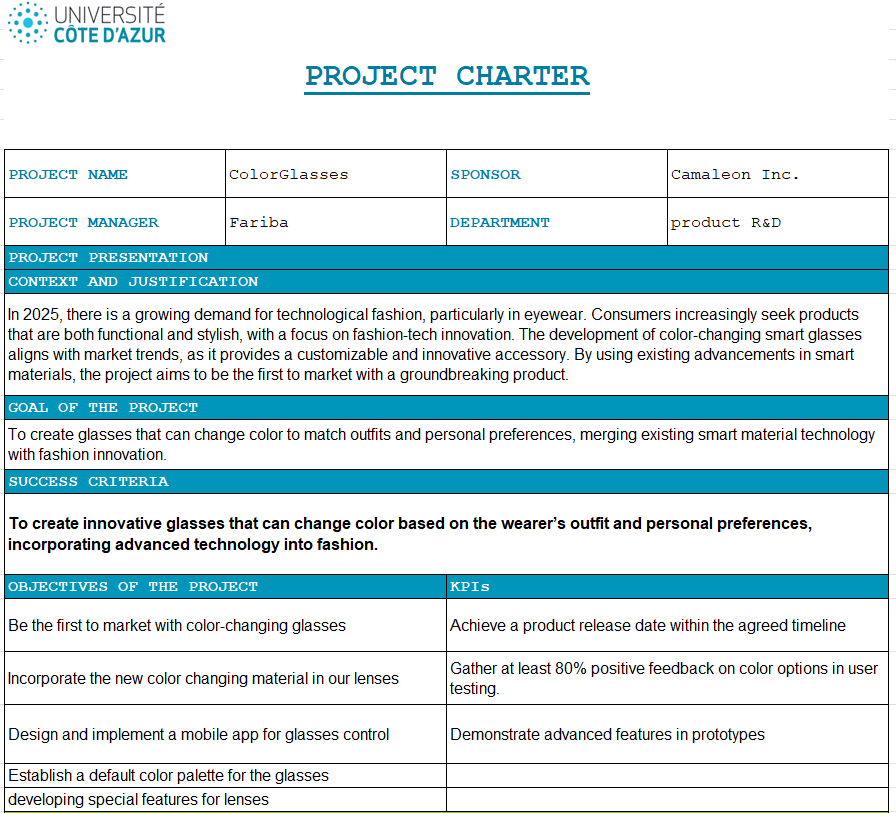 UNIVERSITÉ
CÔTE D'AZUR
PROJECT CHARTER
PROJECT NAME
ColorGlasses
SPONSOR
Camaleon Inc.
PROJECT MANAGER
Fariba
DEPARTMENT
product R&D
PROJECT PRESENTATION
CONTEXT AND JUSTIFICATION
In 2025, there is a growing demand for technological fashion, particularly in eyewear. Consumers increasingly seek products
that are both functional and stylish, with a focus on fashion-tech innovation. The development of color-changing smart glasses
aligns with market trends, as it provides a customizable and innovative accessory. By using existing advancements in smart
materials, the project aims to be the first to market with a groundbreaking product.
GOAL OF THE PROJECT
To create glasses that can change color to match outfits and personal preferences, merging existing smart material technology
with fashion innovation.
SUCCESS CRITERIA
To create innovative glasses that can change color based on the wearer’s outfit and personal preferences,
incorporating advanced technology into fashion.
OBJECTIVES OF THE PROJECT
KPIs
Be the first to market with color-changing glasses
Achieve a product release date within the agreed timeline
Incorporate the new color changing material in our lenses
Gather at least 80% positive feedback on color options in user
testing.
Design and implement a mobile app for glasses control
Demonstrate advanced features in prototypes
Establish a default color palette for the glasses
developing special features for lenses